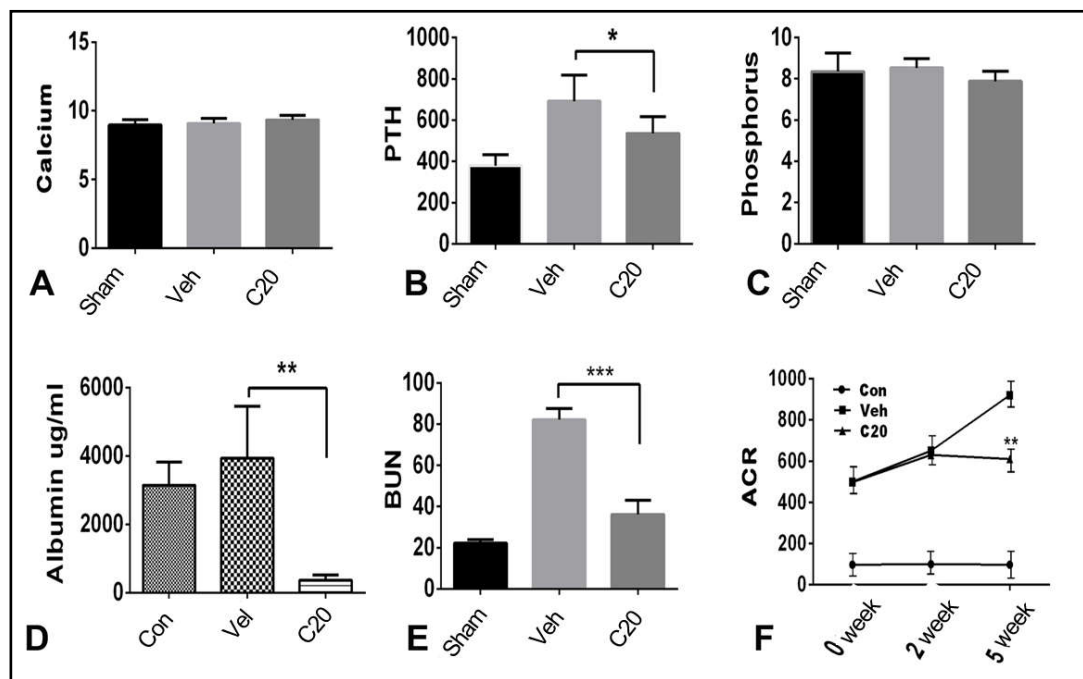 15
10
5
0
Calcium
Sham
Veh
C20
A
1000
800
600
400
200
0
PTH
*
Sham
Veh
C20
B
10
8
6
4
2
0
Phosphorus
Sham
Veh
C20
C
6000
4000
2000
0
Albumin ug/ml
**
Con
Vel
C20
D
100
80
60
40
20
0
BUN
***
Sham
Veh
C20
E
1000
800
600
400
200
0
ACR
Con
Veh
C20
**
0 week
2 week
5 week
F